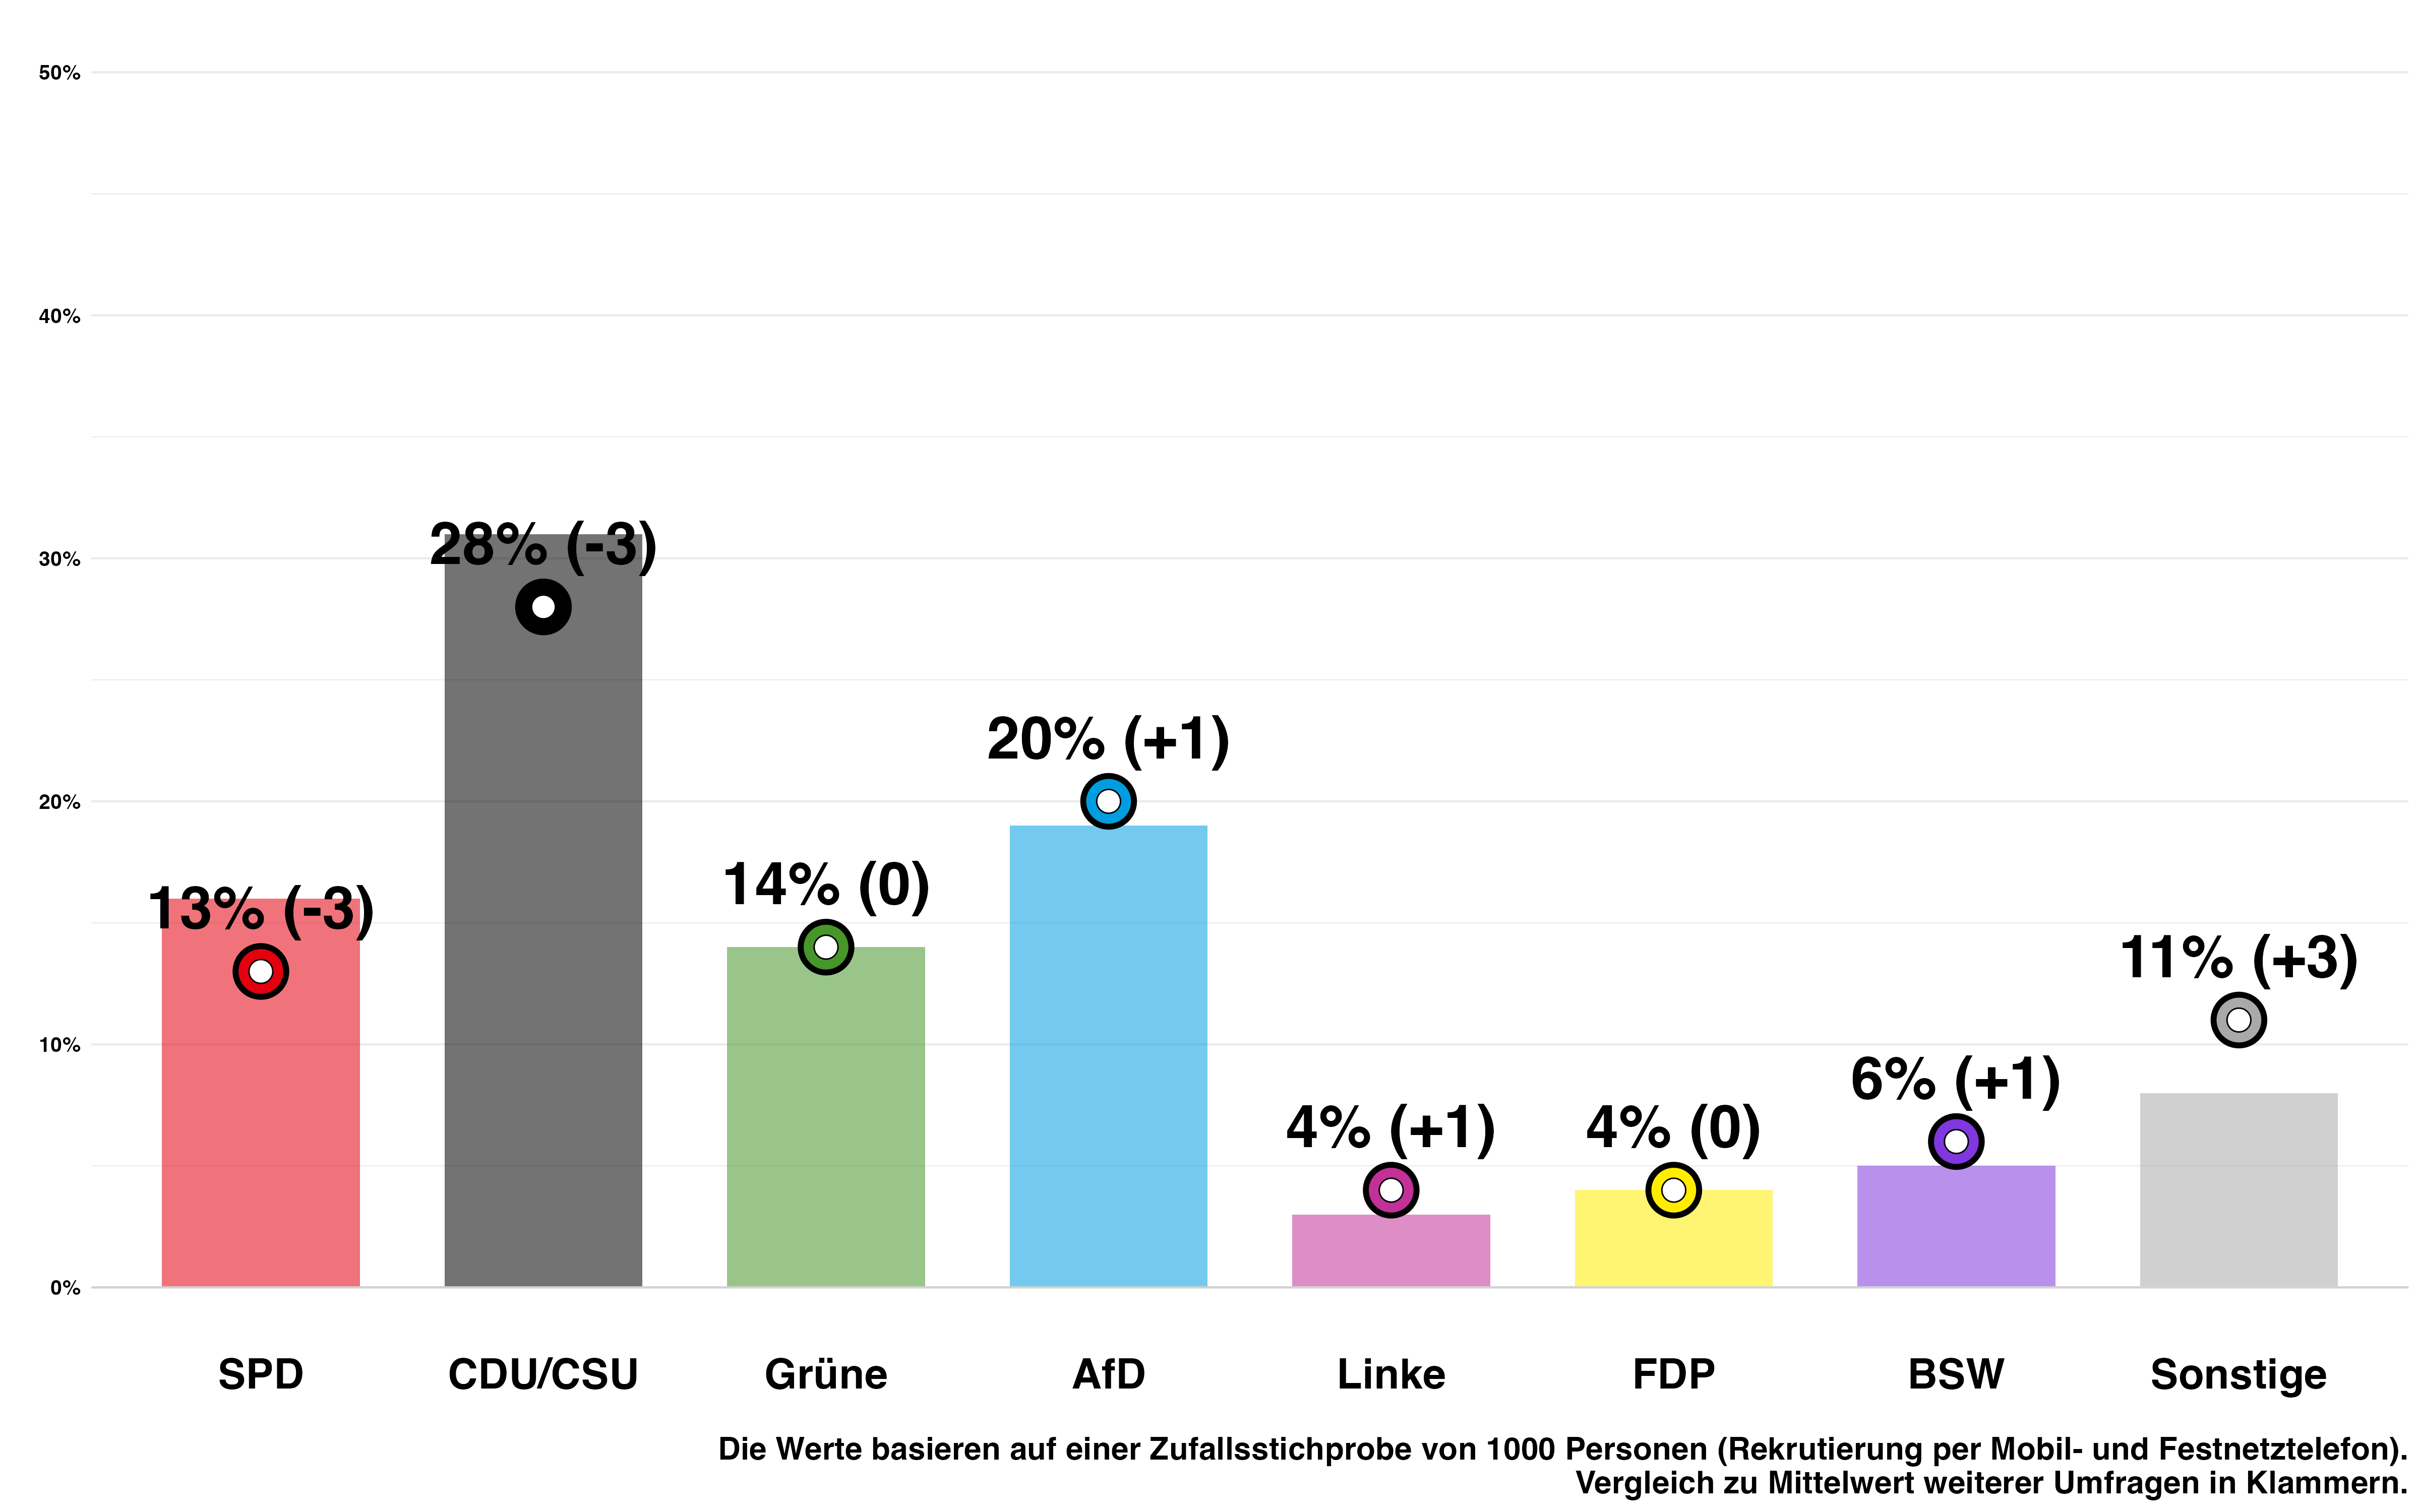 50%
40%
30%
20%
10%
0%
13% (-3)
28% (-3)
14% (0)
20% (+1)
4% (+1)
4% (0)
6% (+1)
11% (+3)
SPD
CDU/CSU
Grüne
AfD
Linke
FDP
BSW
Sonstige
Die Werte basieren auf einer Zufallsstichprobe von 1000 Personen (Rekrutierung per Mobil- und Festnetztelefon).
Vergleich zu Mittelwert weiterer Umfragen in Klammern.